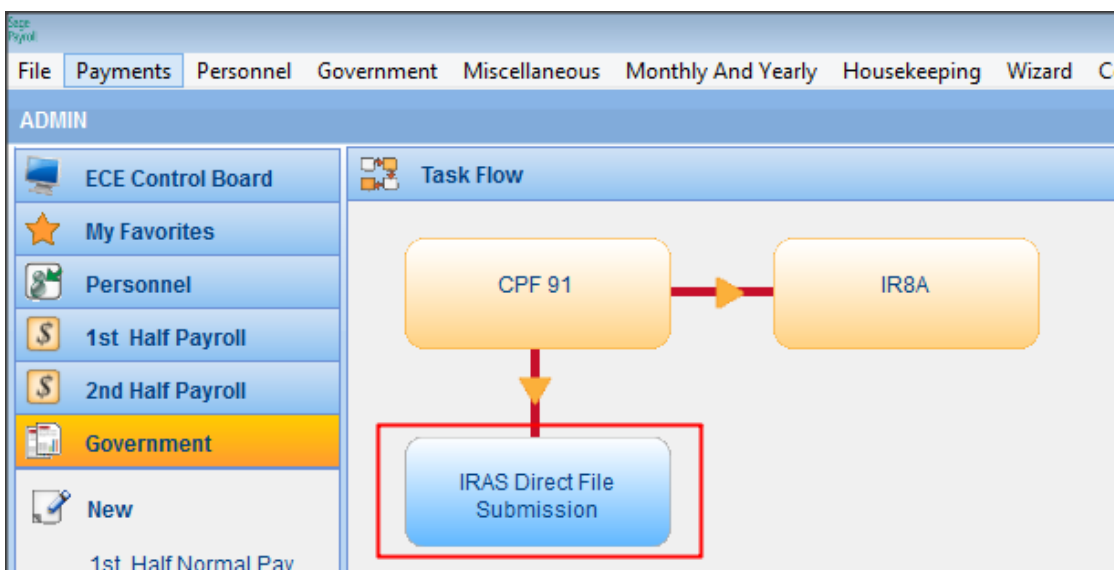 Sage
Payroll
File Payments Personnel Government Miscellaneous Monthly And Yearly Housekeeping Wizard
ADMIN
ECE Control Board
Task Flow
My Favorites
Personnel
1st Half Payroll
2nd Half Payroll
Government
New
1st Half Normal Pay
CPF 91
IR8A
IRAS Direct File
Submission